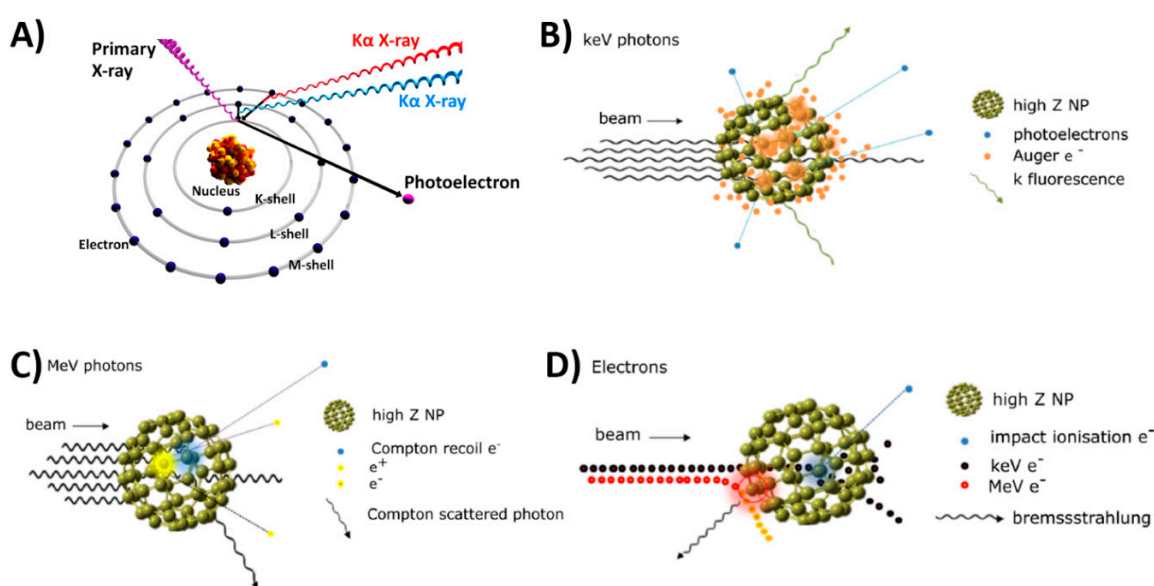 A)
Primary
X-ray
Kα X-ray
Kα X-ray
Nucleus
K-shell
L-shell
M-shell
Electron
Photoelectron
B)
keV photons
beam
high Z NP
photoelectrons
Auger e⁻
k fluorescence
C)
MeV photons
beam
high Z NP
Compton recoil e⁻
e⁺
e⁻
Compton scattered photon
D)
Electrons
beam
high Z NP
impact ionisation e⁻
keV e⁻
MeV e⁻
bremssstrahlung